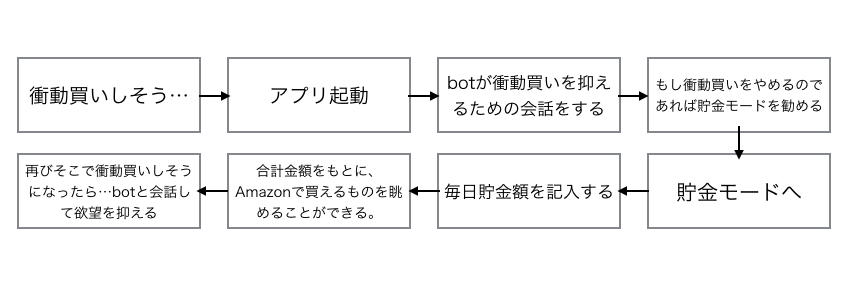 衝動買いしそう…
アプリ起動
botが衝動買いを抑え
るための会話をする
もし衝動買いをやめるので
あれば貯金モードを勧める
貯金モードへ
毎日貯金額を記入する
合計金額をもとに、
Amazonで買えるものを眺
めることができる。
再びそこで衝動買いしそう
になったら…botと会話し
て欲望を抑える